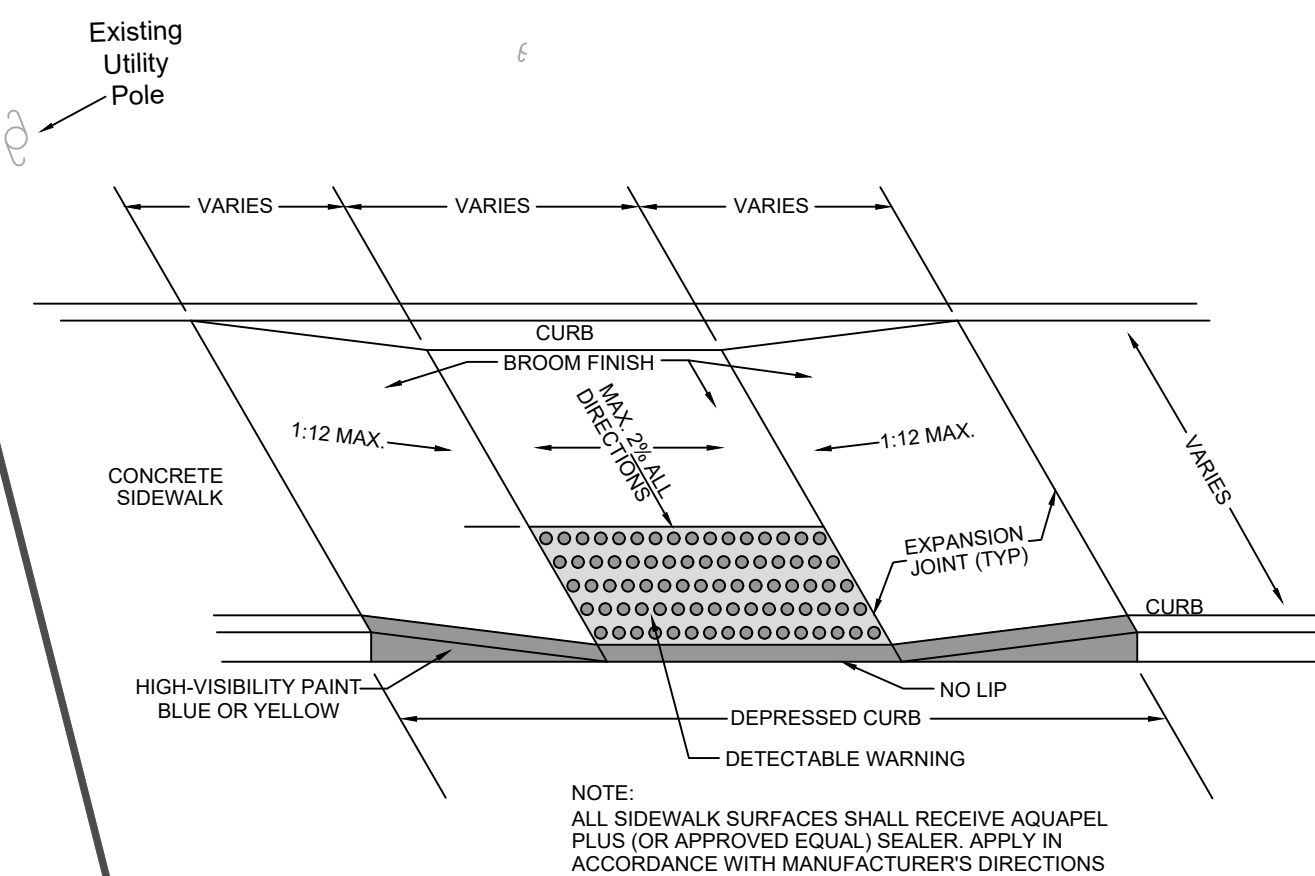 Existing
Utility
Pole
VARIES
VARIES
VARIES
CURB
BROOM FINISH
MAX. 2% ALL
DIRECTIONS
1:12 MAX.
1:12 MAX.
VARIES
CONCRETE
SIDEWALK
EXPANSION
JOINT (TYP)
CURB
HIGH-VISIBILITY PAINT
BLUE OR YELLOW
NO LIP
DEPRESSED CURB
DETECTABLE WARNING
NOTE:
ALL SIDEWALK SURFACES SHALL RECEIVE AQUAPEL
PLUS (OR APPROVED EQUAL) SEALER. APPLY IN
ACCORDANCE WITH MANUFACTURER'S DIRECTIONS